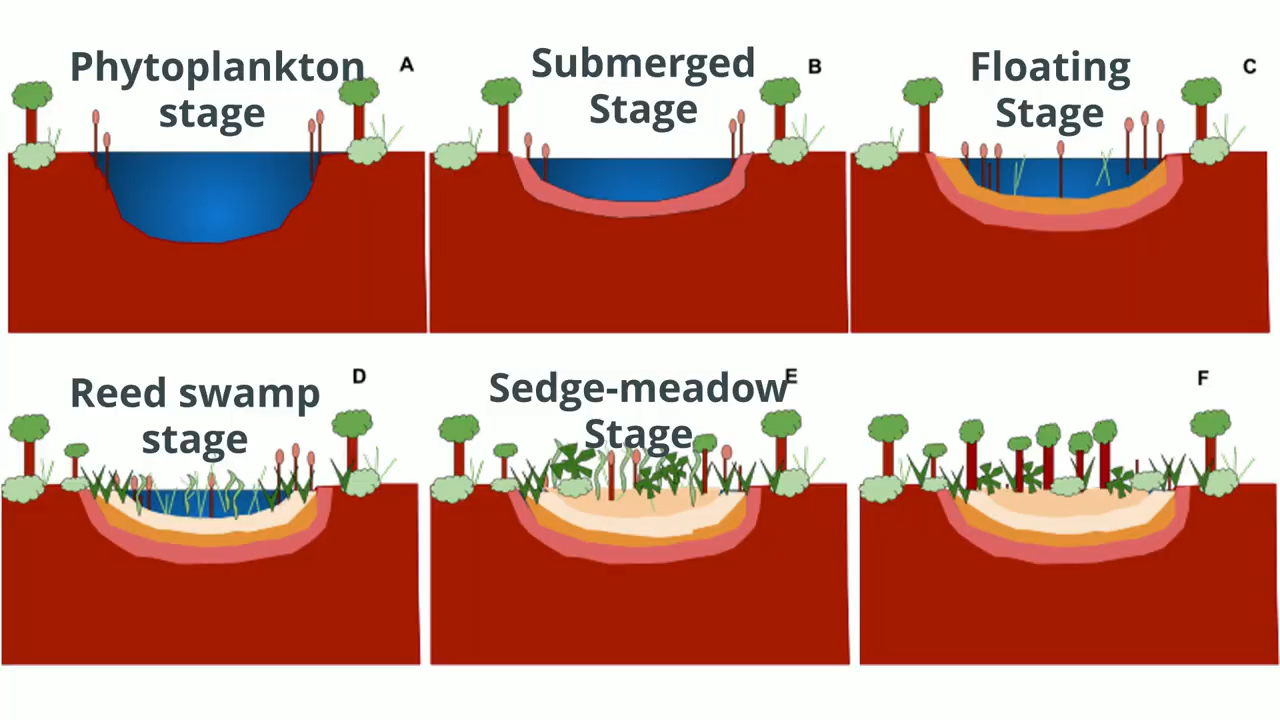 Phytoplankton
stage
A
Submerged
Stage
B
Floating
Stage
C
Reed swamp
stage
D
Sedge-meadow
Stage
E
F